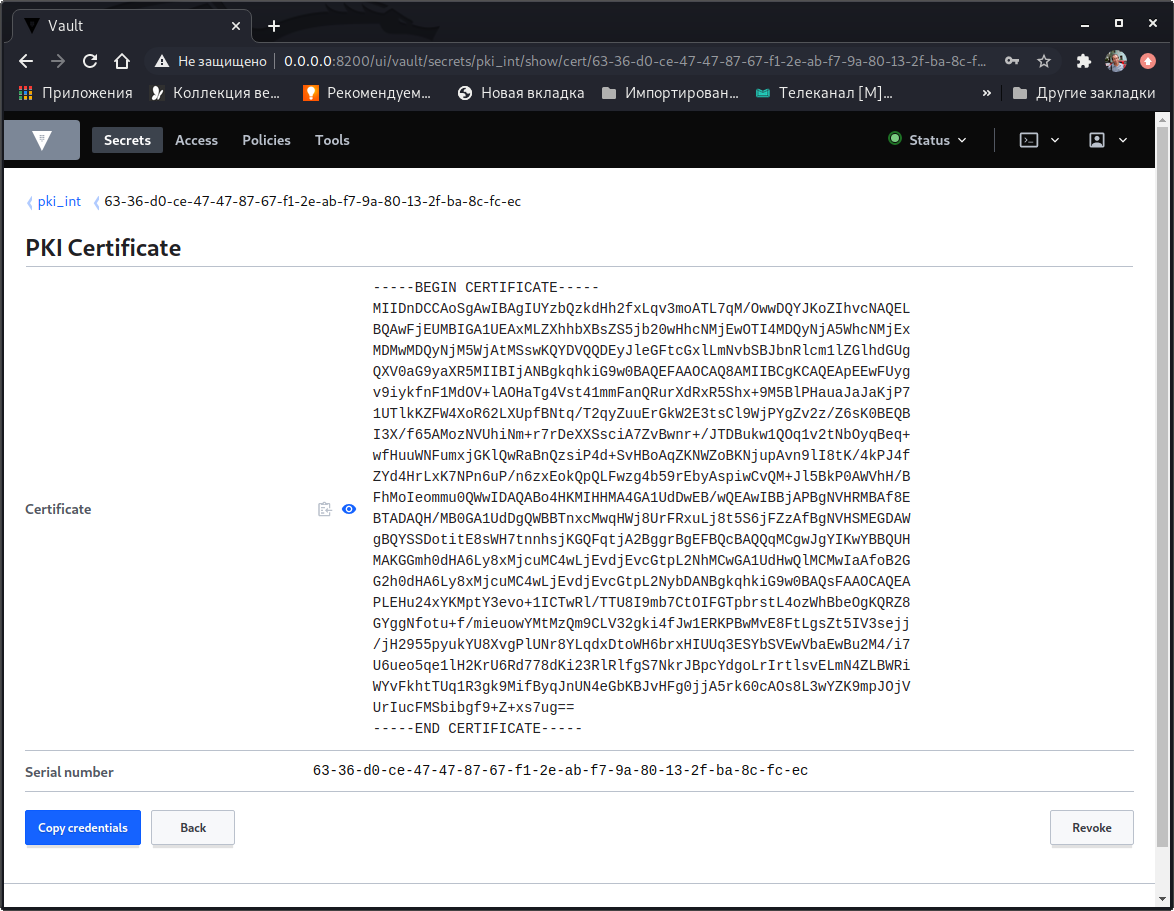 Vault
Не защищено
0.0.0.0:8200/ui/vault/secrets/pki_int/show/cert/63-36-d0-ce-47-47-87-67-f1-2e-ab-f7-9a-80-13-2f-ba-8c-f...
Приложения
Коллекция ве...
Рекомендуем...
Новая вкладка
Импортирован...
Телеканал [M]...
»
Другие закладки
Secrets
Access
Policies
Tools
Status
pki_int
63-36-d0-ce-47-47-87-67-f1-2e-ab-f7-9a-80-13-2f-ba-8c-fc-ec
PKI Certificate
Certificate
-----BEGIN CERTIFICATE-----
MIIDnDCCAoSgAwIBAgIUYzbQzkdHh2fxLqv3moATL7qM/OwwDQYJKoZIhvcNAQEL
BQAwFjEUMBIGA1UEAxMLZXhhbXBsZS5jb20wHhcNMjEwOTI4MDQyNjA5WhcNMjEx
MDMwMDQyNjM5WjAtMSswKQYDVQQDEyJleGFtcGxlLmNvbSBJbnRlcm1lZGlhdGUg
QXV0aG9yaXR5MIIBIjANBgkqhkiG9w0BAQEFAAOCAQ8AMIIBCgKCAQEApEEwFUyg
v9iykfnF1MdOV+lAOHaTg4Vst41mmFanQRurXdRxR5Shx+9M5BlPHauaJaJaKjP7
1UTlkKZFW4XoR62LXUpfBNtq/T2qyZuuErGkW2E3tsCl9WjPYgZv2z/Z6sK0BEQB
I3X/f65AMozNVUhiNm+r7rDeXXSsciA7ZvBwnr+/JTDBukw1QOq1v2tNbOyqBeq+
wfHuuWNFumxjGKlQwRaBnQzsiP4d+SvHBoAqZKNWZoBKNjupAvn9lI8tK/4kPJ4f
ZYd4HrLxK7NPn6uP/n6zxEokQpQLFwzg4b59rEbyAspiwCvQM+Jl5BkP0AWVhH/B
FhMoIeommu0QWwIDAQABo4HKMIHHMA4GA1UdDwEB/wQEAwIBBjAPBgNVHRMBAf8E
BTADAQH/MB0GA1UdDgQWBBTnxcMwqHWj8UrFRxuLj8t5S6jFZzAfBgNVHSMEGDAW
gBQYSSDotitE8sWH7tnnhsjKGQFqtjA2BggrBgEFBQcBAQQqMCgwJgYIKwYBBQUH
MAKGGmh0dHA6Ly8xMjcuMC4wLjEvdjEvcGtpL2NhMCwGA1UdHwQlMCMwIaAfoB2G
G2h0dHA6Ly8xMjcuMC4wLjEvdjEvcGtpL2NybDANBgkqhkiG9w0BAQsFAAOCAQEA
PLEHu24xYKMptY3evo+1ICTwRl/TTU8I9mb7CtOIFGTpbrstL4ozWhBbeOgKQRZ8
GYggNfotu+f/mieuowYMtMzQm9CLV32gki4fJw1ERKPBwMvE8FtLgsZt5IV3sejj
/jH2955pyukYU8XvgPlUNr8YLqdxDtoWH6brxHIUUq3ESYbSVEwVbaEwBu2M4/i7
U6ueo5qe1lH2KrU6Rd778dKi23RlRlfgS7NkrJBpcYdgoLrIrtlsvELmN4ZLBWRi
WYvFkhtTUq1R3gk9MifByqJnUN4eGbKBJvHFg0jjA5rk60cAOs8L3wYZK9mpJOjV
UrIucFMSbibgf9+Z+xs7ug==
-----END CERTIFICATE-----
Serial number
63-36-d0-ce-47-47-87-67-f1-2e-ab-f7-9a-80-13-2f-ba-8c-fc-ec
Copy credentials
Back
Revoke